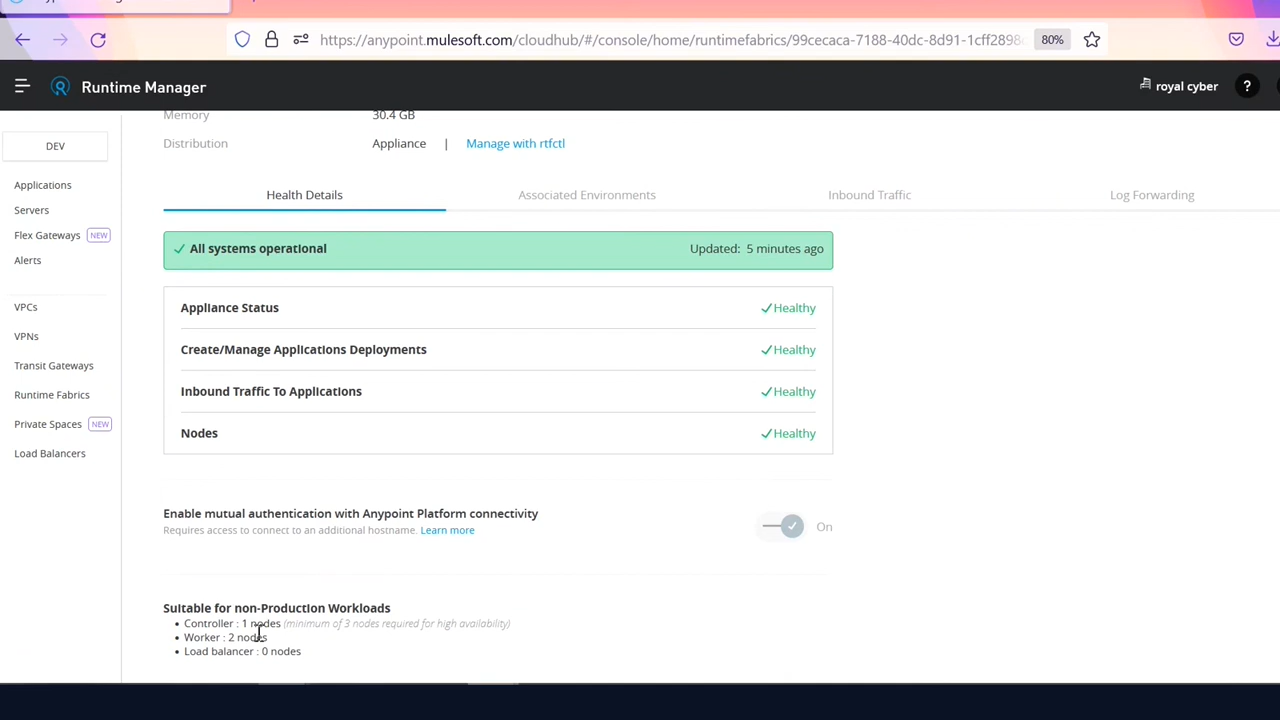 https://anypoint.mulesoft.com/cloudhub/#/console/home/runtimefabrics/99cecaca-7188-40dc-8d91-1cff2898
80%
Runtime Manager
royal cyber
?
DEV
Applications
Servers
Flex Gateways NEW
Alerts
VPCs
VPNs
Transit Gateways
Runtime Fabrics
Private Spaces NEW
Load Balancers
Memory 30.4 GB
Distribution Appliance | Manage with rtfctl
Health Details Associated Environments Inbound Traffic Log Forwarding
All systems operational Updated: 5 minutes ago
Appliance Status Healthy
Create/Manage Applications Deployments Healthy
Inbound Traffic To Applications Healthy
Nodes Healthy
Enable mutual authentication with Anypoint Platform connectivity
Requires access to connect to an additional hostname. Learn more
On
Suitable for non-Production Workloads
• Controller : 1 nodes (minimum of 3 nodes required for high availability)
• Worker : 2 nodes
• Load balancer : 0 nodes